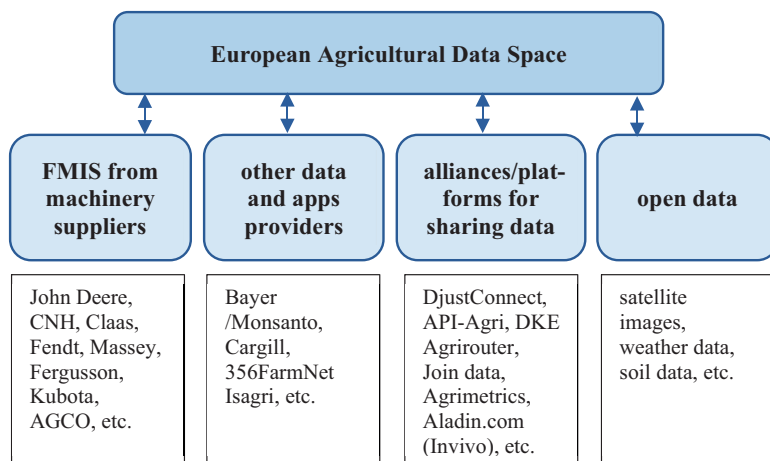 European Agricultural Data Space
FMIS from
machinery
suppliers
other data
and apps
providers
alliances/plat-
forms for
sharing data
open data
John Deere,
CNH, Claas,
Fendt, Massey,
Fergusson,
Kubota,
AGCO, etc.
Bayer
/Monsanto,
Cargill,
356FarmNet
Isagri, etc.
DjustConnect,
API-Agri, DKE
Agrirouter,
Join data,
Agrimetrics,
Aladin.com
(Invivo), etc.
satellite
images,
weather data,
soil data, etc.